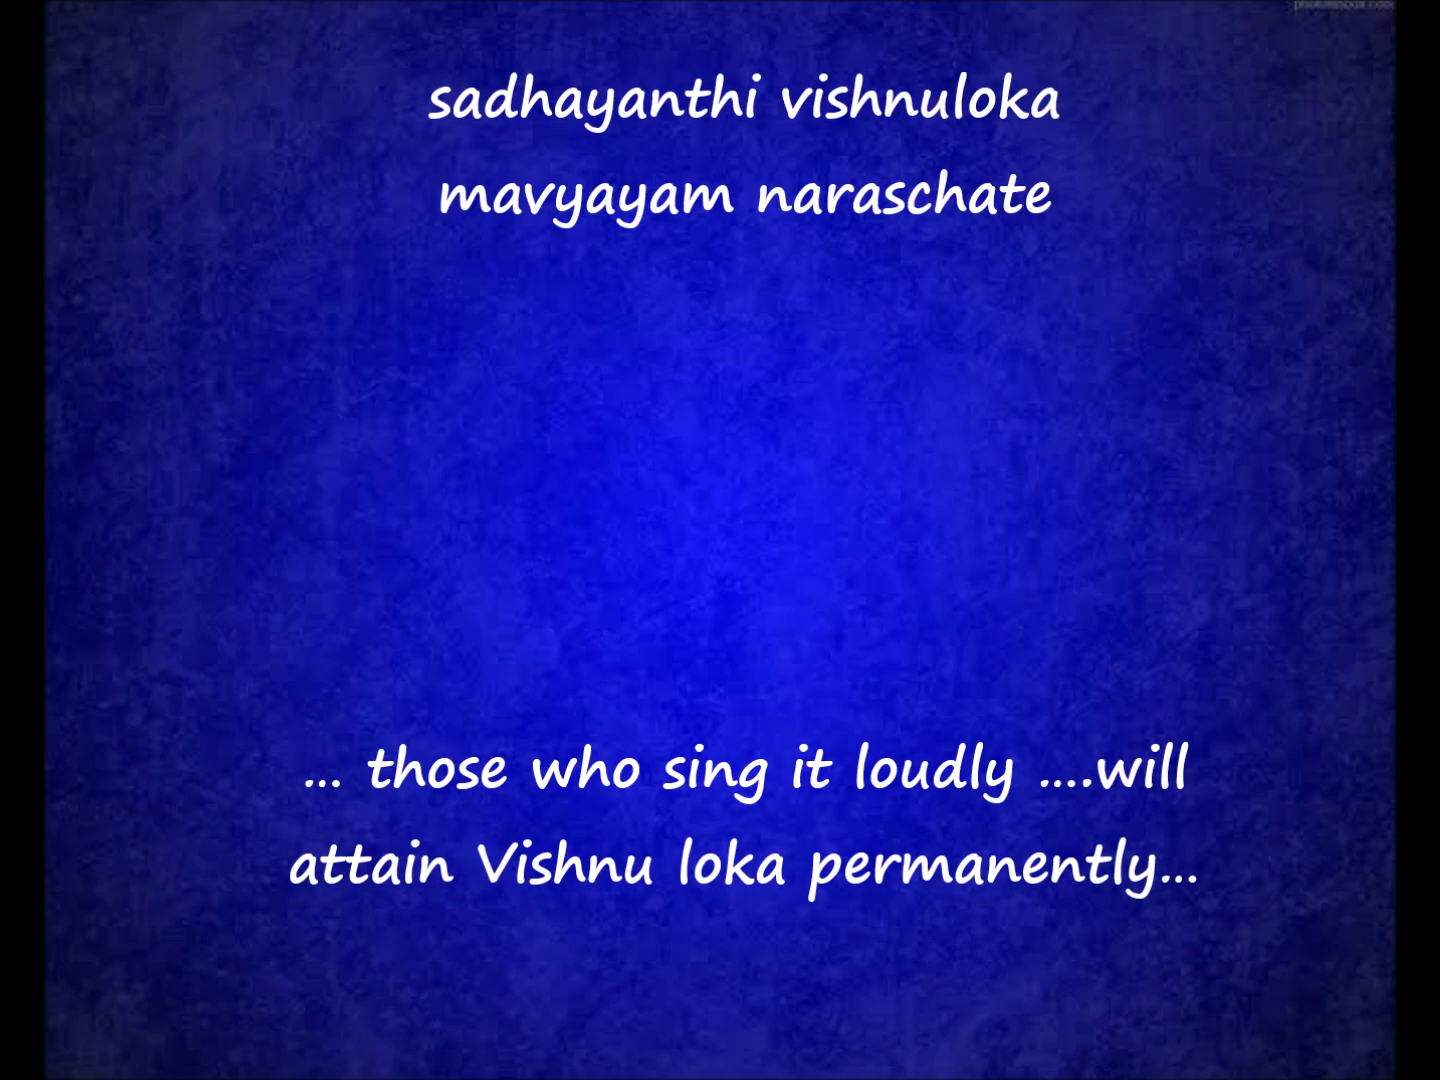 sadhayanthi vishnuloka
mavyayam naraschate
... those who sing it loudly ....will
attain Vishnu loka permanently...